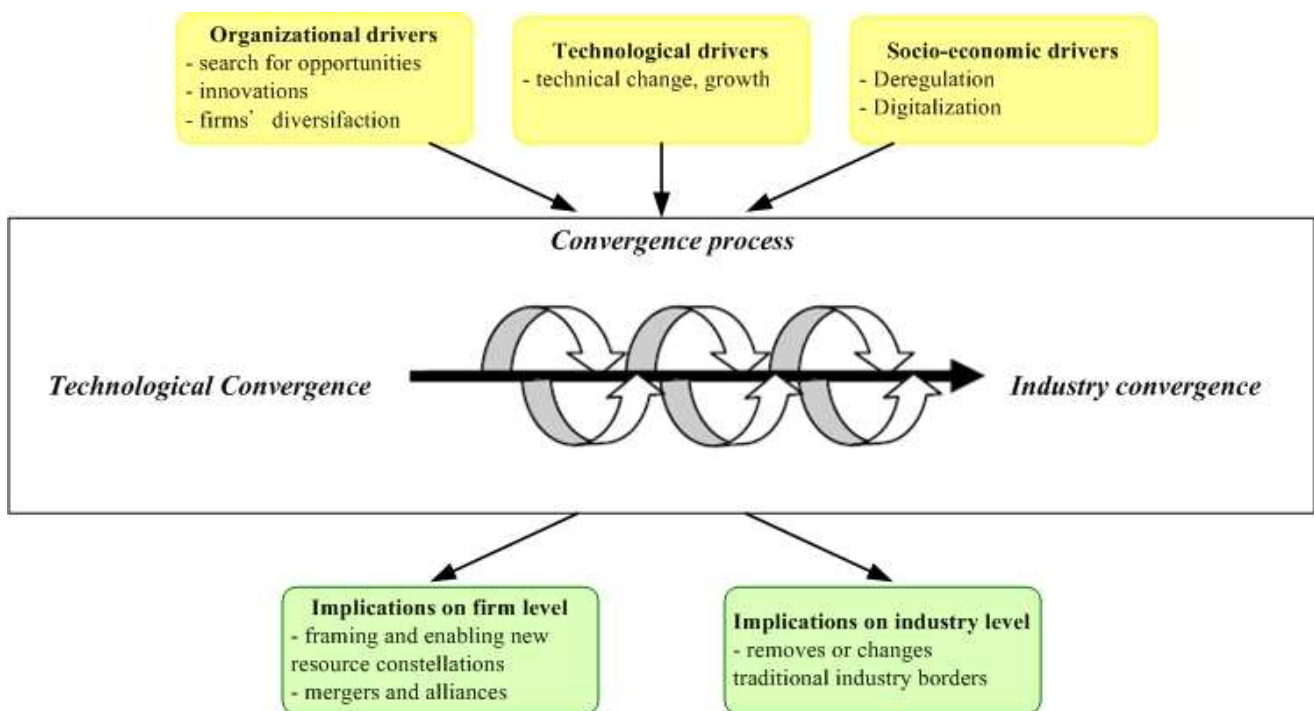 Organizational drivers
- search for opportunities
- innovations
- firms' diversifaction
Technological drivers
- technical change, growth
Socio-economic drivers
- Deregulation
- Digitalization
Convergence process
Technological Convergence
Industry convergence
Implications on firm level
- framing and enabling new
resource constellations
- mergers and alliances
Implications on industry level
- removes or changes
traditional industry borders